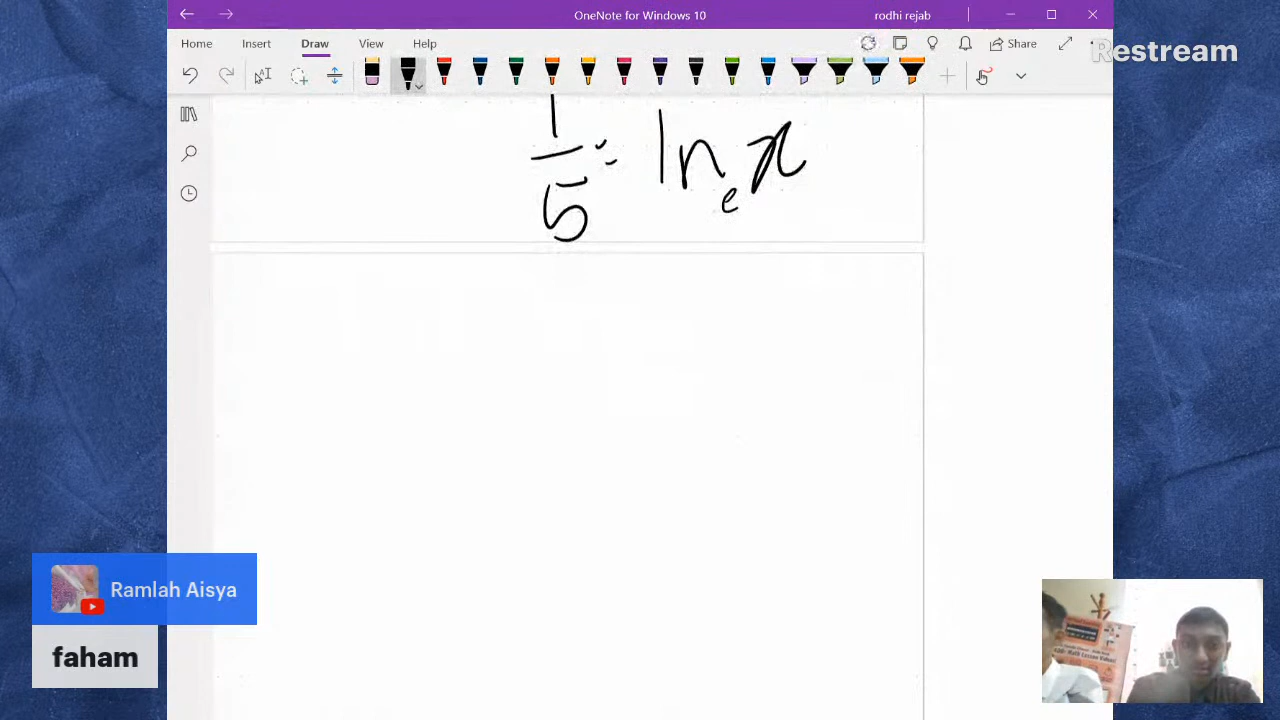 OneNote for Windows 10
rodhi rejab
Home Insert Draw View Help
Share
Restream
1/5 = ln_e x
Ramlah Aisya
faham